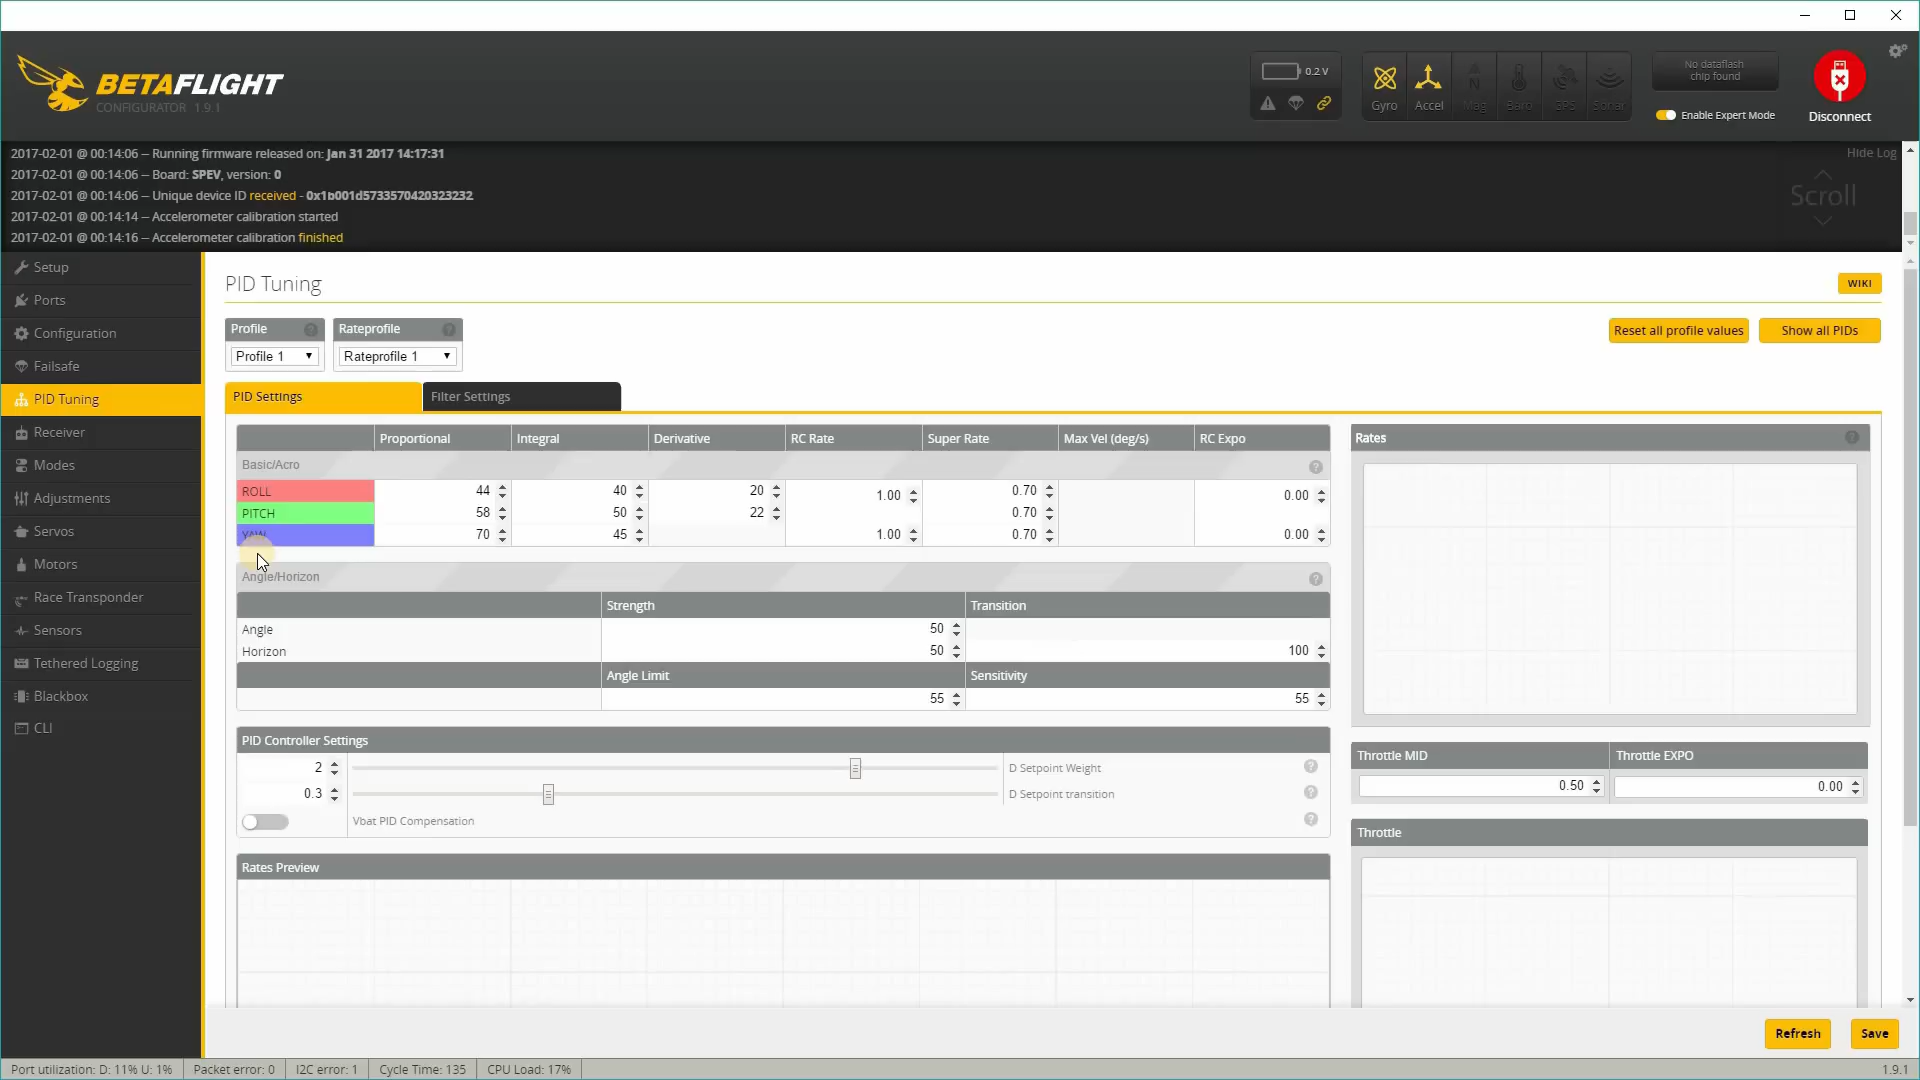 BETAFLIGHT
CONFIGURATOR 1.9.1
0.2 V
Gyro
Accel
Mag
Baro
GPS
Sonar
No dataflash
chip found
Enable Expert Mode
Disconnect
2017-02-01 @ 00:14:06 -- Running firmware released on: Jan 31 2017 14:17:31
2017-02-01 @ 00:14:06 -- Board: SPEV, version: 0
2017-02-01 @ 00:14:06 -- Unique device ID received - 0x1b001d5733570420323232
2017-02-01 @ 00:14:14 -- Accelerometer calibration started
2017-02-01 @ 00:14:16 -- Accelerometer calibration finished
Hide Log
Scroll
Setup
Ports
Configuration
Failsafe
PID Tuning
Receiver
Modes
Adjustments
Servos
Motors
Race Transponder
Sensors
Tethered Logging
Blackbox
CLI
PID Tuning
WIKI
Profile
Rateprofile
Profile 1
Rateprofile 1
Reset all profile values
Show all PIDs
PID Settings
Filter Settings
Proportional Integral Derivative RC Rate Super Rate Max Vel (deg/s) RC Expo
Basic/Acro
ROLL 44 40 20 1.00 0.70 0.00
PITCH 58 50 22 0.70
YAW 70 45 1.00 0.70 0.00
Angle/Horizon
Strength Transition
Angle 50
Horizon 50 100
Angle Limit Sensitivity
55 55
PID Controller Settings
2 D Setpoint Weight
0.3 D Setpoint transition
Vbat PID Compensation
Rates Preview
Rates
Throttle MID Throttle EXPO
0.50 0.00
Throttle
Refresh
Save
Port utilization: D: 11% U: 1% Packet error: 0 I2C error: 1 Cycle Time: 135 CPU Load: 17% 1.9.1